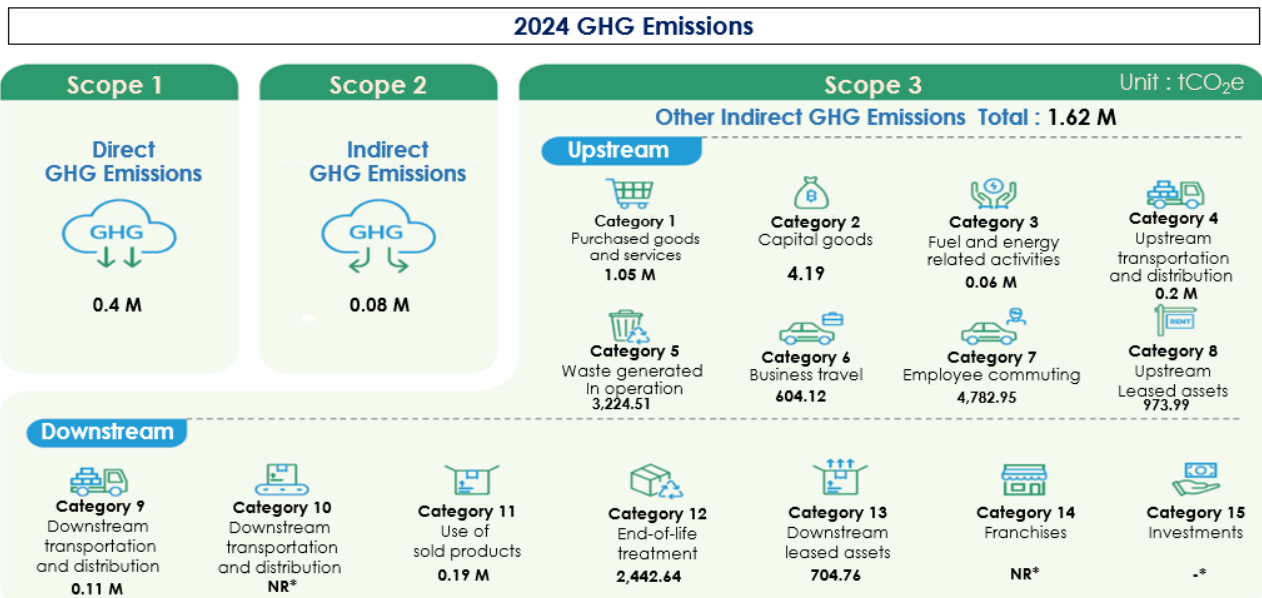 2024 GHG Emissions
Scope 1
Direct
GHG Emissions
GHG
0.4 M
Scope 2
Indirect
GHG Emissions
GHG
0.08 M
Scope 3
Unit : tCO₂e
Other Indirect GHG Emissions Total : 1.62 M
Upstream
Category 1
Purchased goods
and services
1.05 M
฿
Category 2
Capital goods
4.19
Category 3
Fuel and energy
related activities
0.06 M
Category 4
Upstream
transportation
and distribution
0.2 M
Category 5
Waste generated
In operation
3,224.51
Category 6
Business travel
604.12
Category 7
Employee commuting
4,782.95
RENT
Category 8
Upstream
Leased assets
973.99
Downstream
Category 9
Downstream
transportation
and distribution
0.11 M
Category 10
Downstream
transportation
and distribution
NR*
Category 11
Use of
sold products
0.19 M
Category 12
End-of-life
treatment
2,442.64
Category 13
Downstream
leased assets
704.76
Category 14
Franchises
NR*
Category 15
Investments
-*